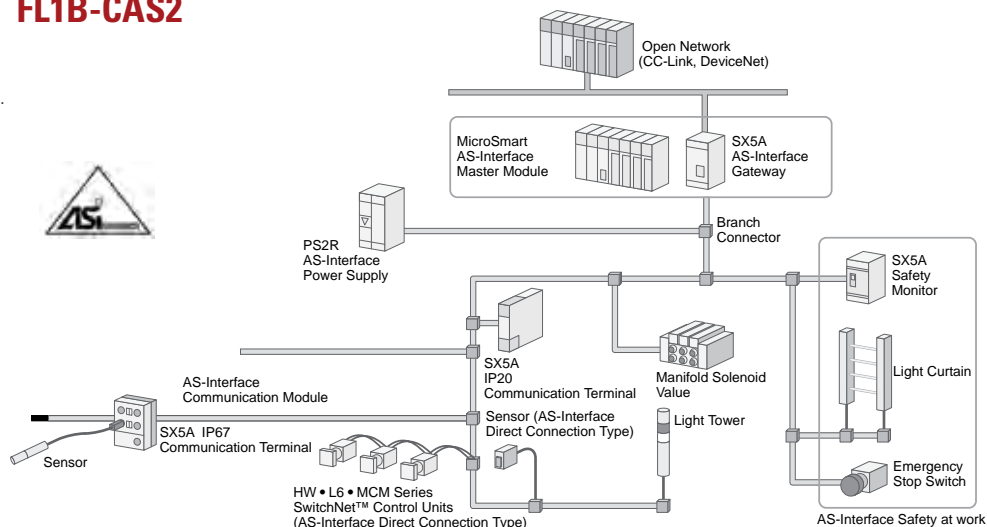 FL1B-CAS2
Open Network
(CC-Link, DeviceNet)
MicroSmart
AS-Interface
Master Module
SX5A
AS-Interface
Gateway
ASi
PS2R
AS-Interface
Power Supply
Branch
Connector
SX5A
Safety
Monitor
SX5A
IP20
Communication Terminal
Manifold Solenoid
Value
Light Curtain
AS-Interface
Communication Module
Sensor (AS-Interface
Direct Connection Type)
Light Tower
SX5A IP67
Communication Terminal
Sensor
Emergency
Stop Switch
HW • L6 • MCM Series
SwitchNet™ Control Units
(AS-Interface Direct Connection Type)
AS-Interface Safety at work